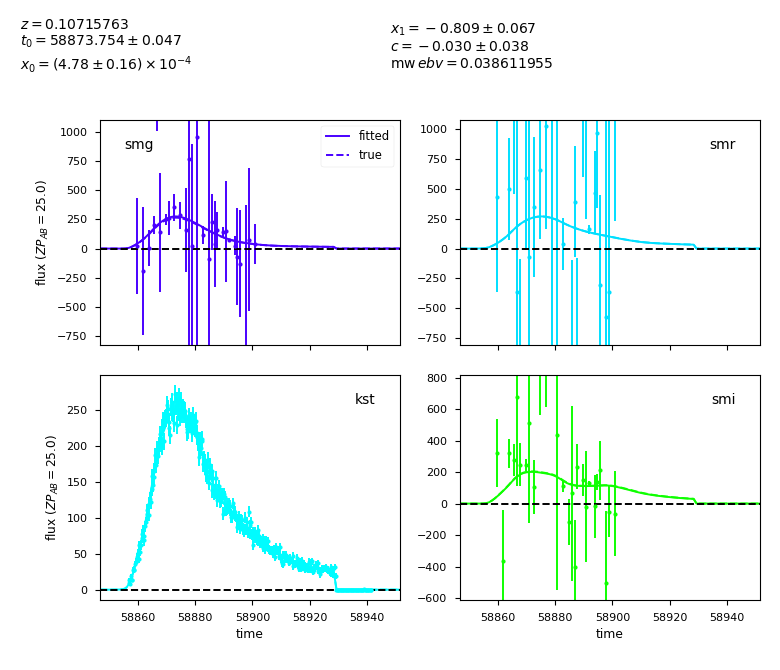 z = 0.10715763
t₀ = 58873.754 ± 0.047
x₀ = (4.78 ± 0.16) × 10⁻⁴
x₁ = −0.809 ± 0.067
c = −0.030 ± 0.038
mw ebv = 0.038611955
smg
fitted
true
1000
750
500
250
0
−250
−500
−750
flux (ZP_AB = 25.0)
smr
1000
750
500
250
0
−250
−500
−750
kst
250
200
150
100
50
0
flux (ZP_AB = 25.0)
58860 58880 58900 58920 58940
time
smi
800
600
400
200
0
−200
−400
−600
58860 58880 58900 58920 58940
time